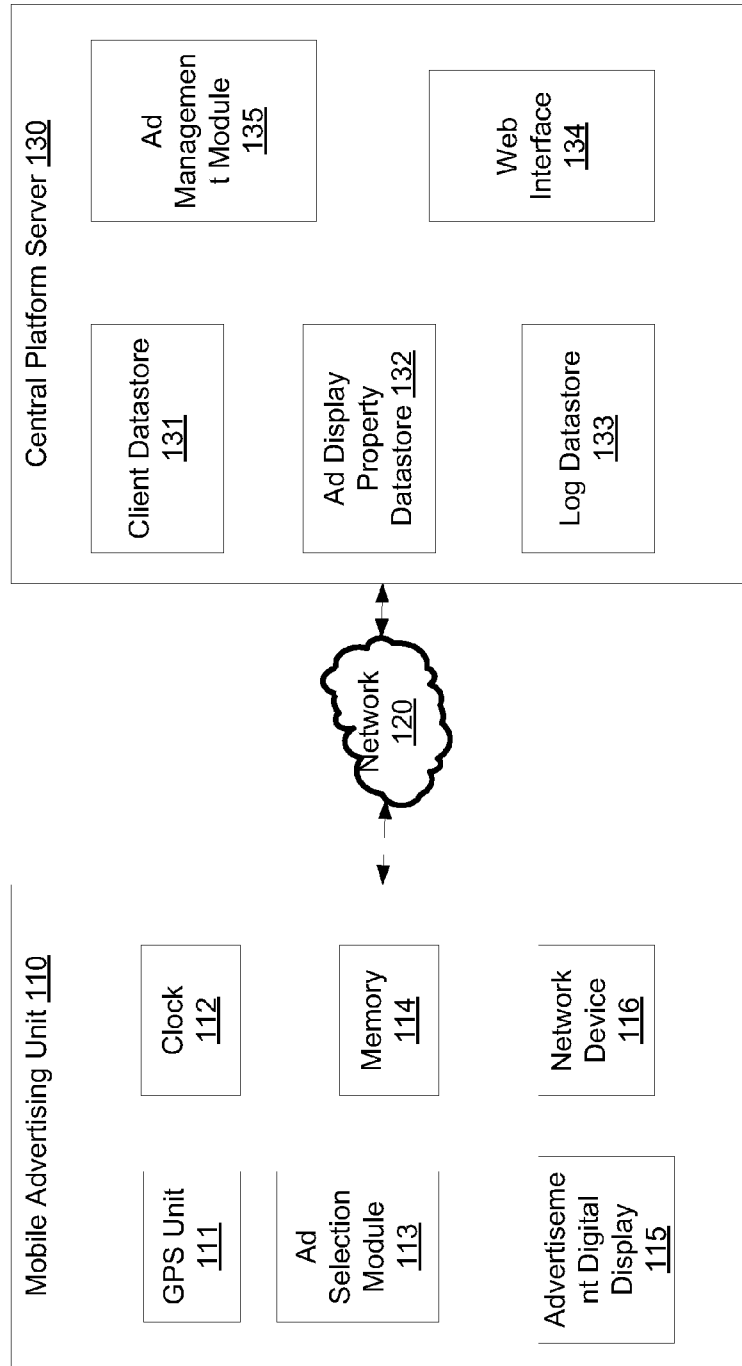 Mobile Advertising Unit 110
GPS Unit
111
Clock
112
Ad
Selection
Module
113
Memory
114
Advertiseme
nt Digital
Display
115
Network
Device
116
Network
120
Central Platform Server 130
Client Datastore
131
Ad
Managemen
t Module
135
Ad Display
Property
Datastore 132
Log Datastore
133
Web
Interface
134